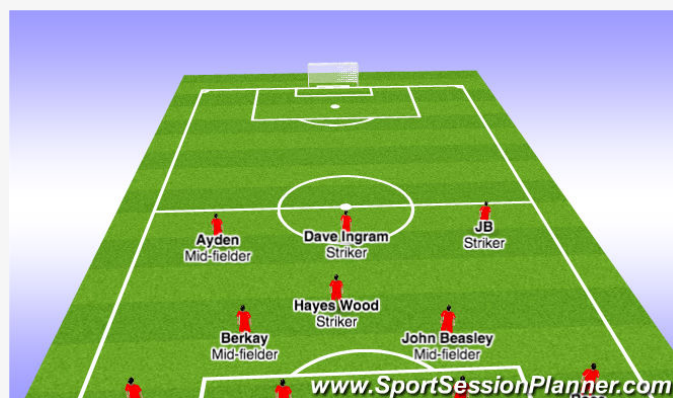 Ayden
Mid-fielder
Dave Ingram
Striker
JB
Striker
Hayes Wood
Striker
Berkay
Mid-fielder
John Beasley
Mid-fielder
www.SportSessionPlanner.com